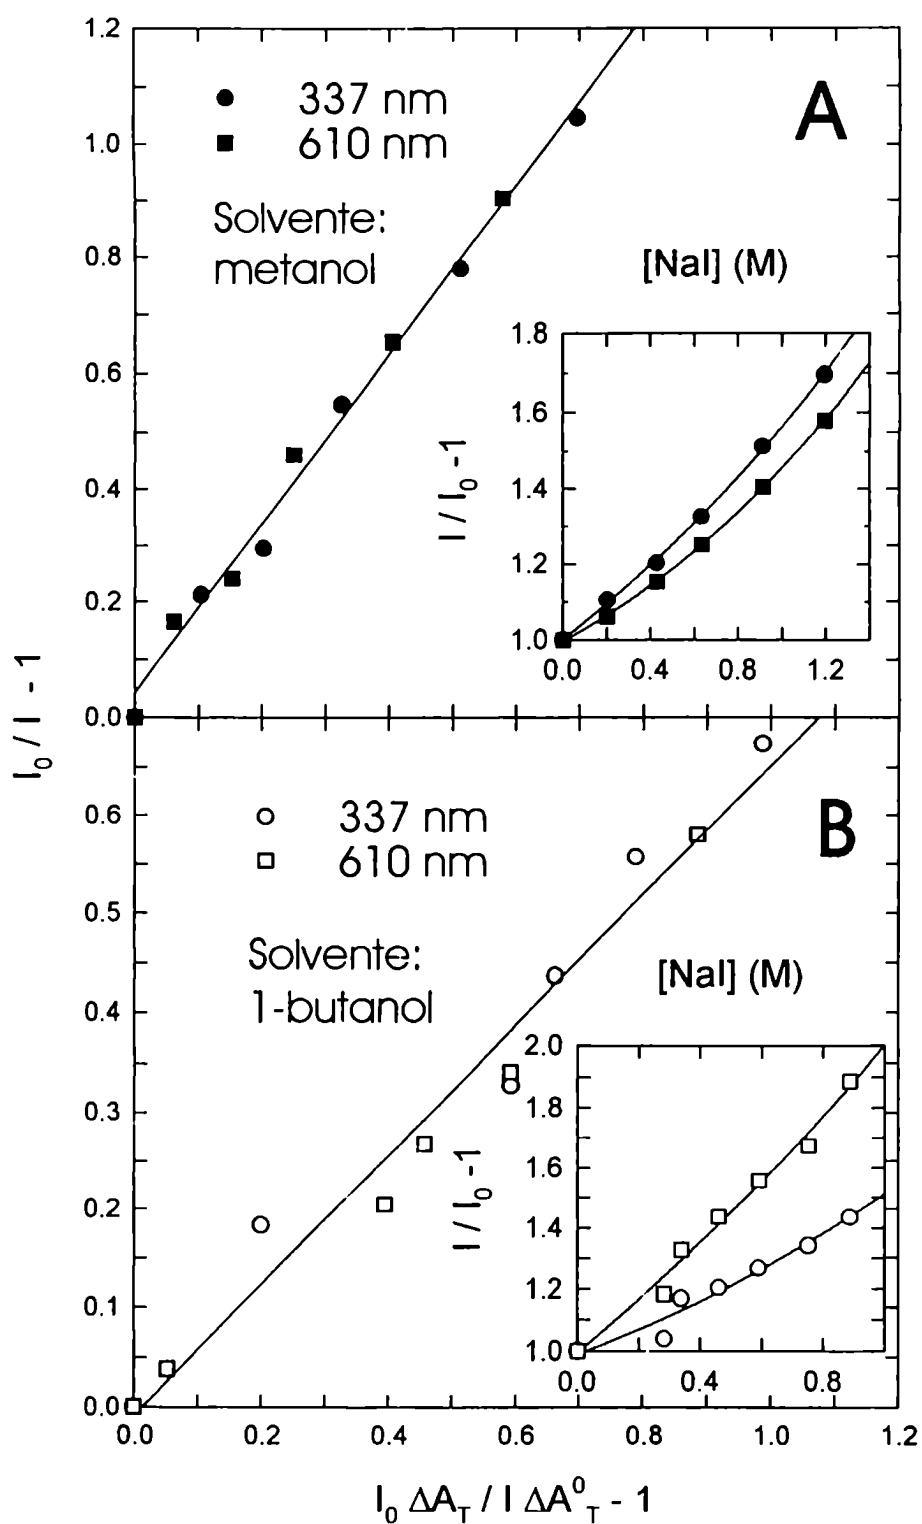 1.2
1.0
0.8
0.6
0.4
0.2
0.0
337 nm
610 nm
A
Solvente:
metanol
[NaI] (M)
1.8
1.6
1.4
1.2
1.0
0.0 0.4 0.8 1.2
I / I₀ -1
I₀ / I - 1
0.6
0.5
0.4
0.3
0.2
0.1
0.0
337 nm
610 nm
B
Solvente:
1-butanol
[NaI] (M)
2.0
1.8
1.6
1.4
1.2
1.0
0.0 0.4 0.8
I / I₀ -1
0.0 0.2 0.4 0.6 0.8 1.0 1.2
I₀ ΔA_T / I ΔA⁰_T - 1